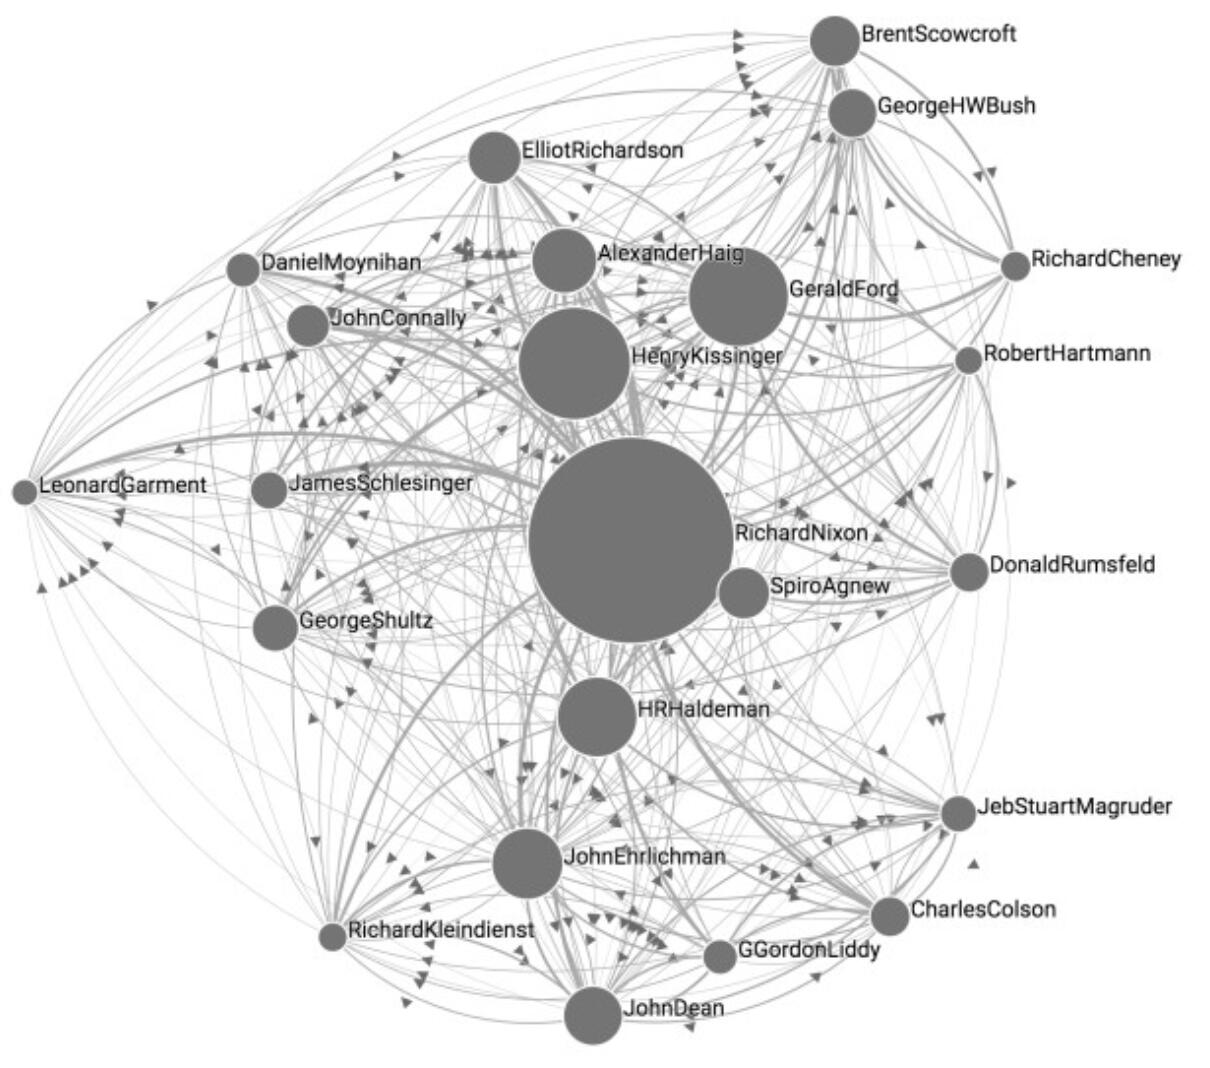 BrentScowcroft
GeorgeHWBush
ElliotRichardson
AlexanderHaig
DanielMoynihan
RichardCheney
GeraldFord
JohnConnally
HenryKissinger
RobertHartmann
LeonardGarment
JamesSchlesinger
RichardNixon
DonaldRumsfeld
SpiroAgnew
GeorgeShultz
HRHaldeman
JebStuartMagruder
JohnEhrlichman
CharlesColson
RichardKleindienst
GGordonLiddy
JohnDean